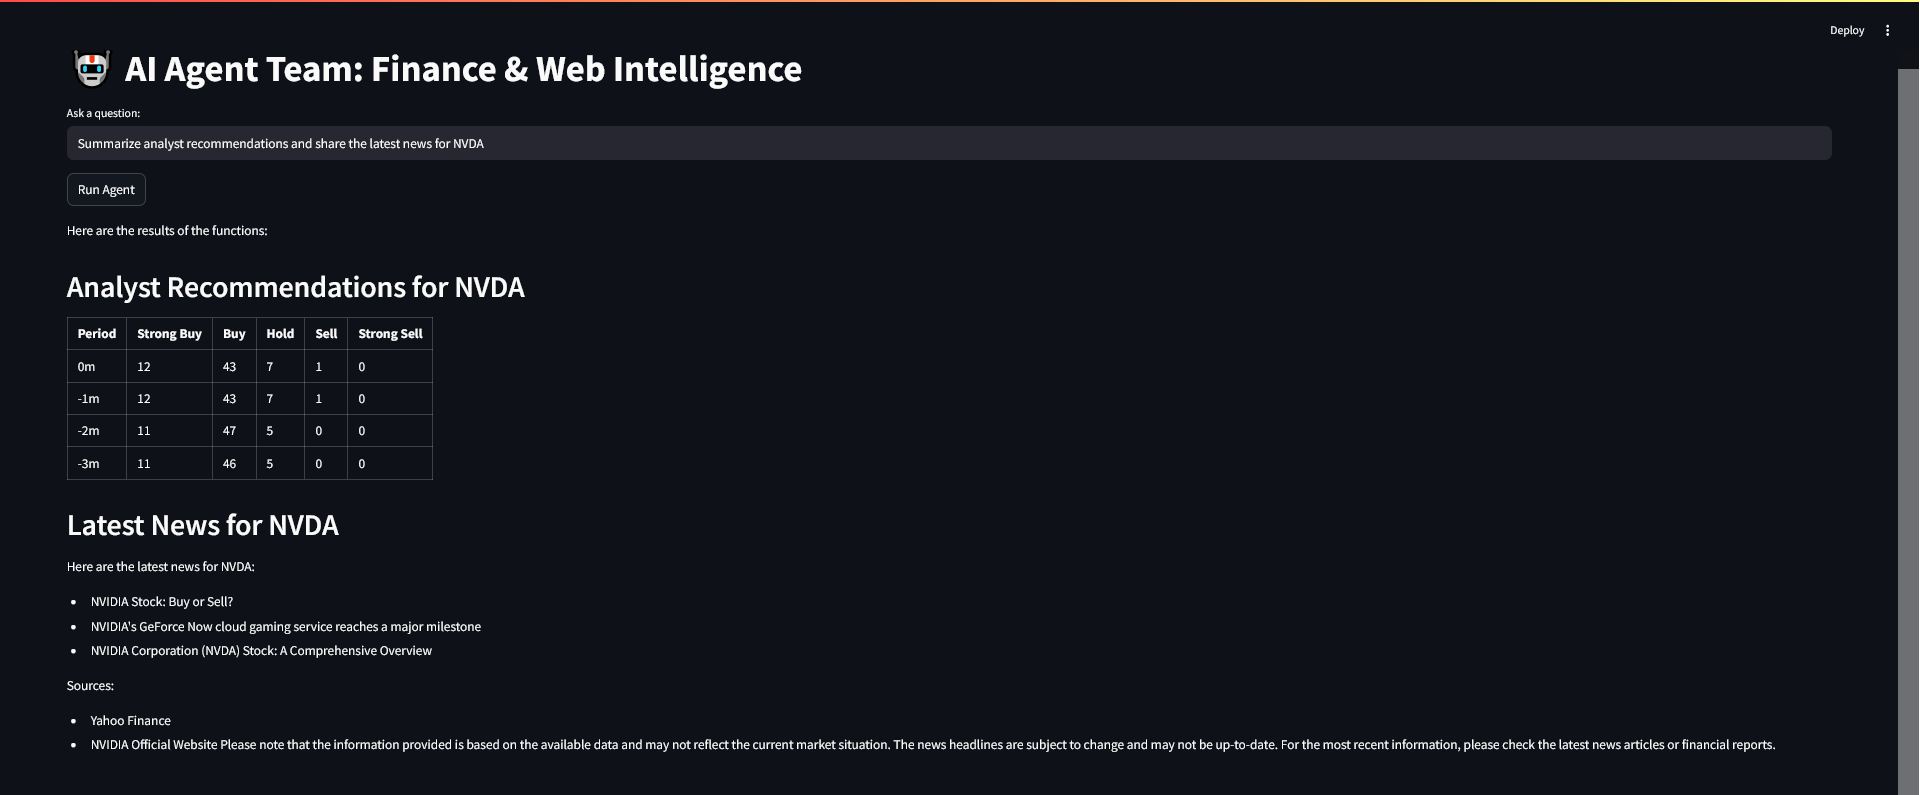 Deploy
AI Agent Team: Finance & Web Intelligence
Ask a question:
Summarize analyst recommendations and share the latest news for NVDA
Run Agent
Here are the results of the functions:
Analyst Recommendations for NVDA
Period Strong Buy Buy Hold Sell Strong Sell
0m 12 43 7 1 0
-1m 12 43 7 1 0
-2m 11 47 5 0 0
-3m 11 46 5 0 0
Latest News for NVDA
Here are the latest news for NVDA:
• NVIDIA Stock: Buy or Sell?
• NVIDIA's GeForce Now cloud gaming service reaches a major milestone
• NVIDIA Corporation (NVDA) Stock: A Comprehensive Overview
Sources:
• Yahoo Finance
• NVIDIA Official Website Please note that the information provided is based on the available data and may not reflect the current market situation. The news headlines are subject to change and may not be up-to-date. For the most recent information, please check the latest news articles or financial reports.